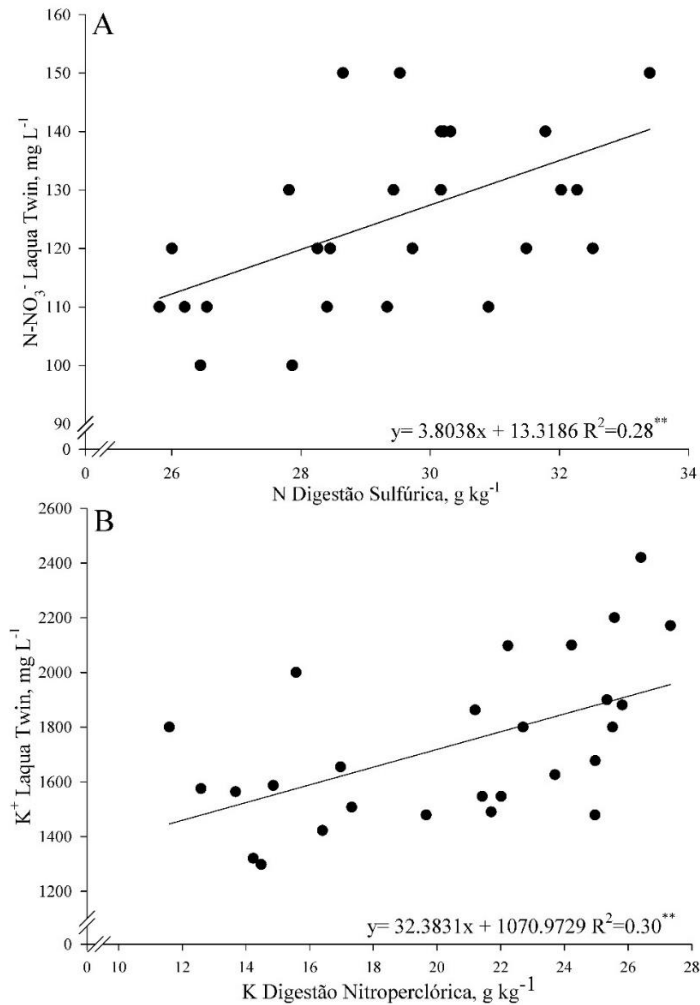 A
160
150
140
130
120
110
100
90
0
N-NO₃⁻ Laqua Twin, mg L⁻¹
y= 3.8038x + 13.3186 R²=0.28**
0 26 28 30 32 34
N Digestão Sulfúrica, g kg⁻¹
B
2600
2400
2200
2000
1800
1600
1400
1200
0
K⁺ Laqua Twin, mg L⁻¹
y= 32.3831x + 1070.9729 R²=0.30**
0 10 12 14 16 18 20 22 24 26 28
K Digestão Nitroperclórica, g kg⁻¹